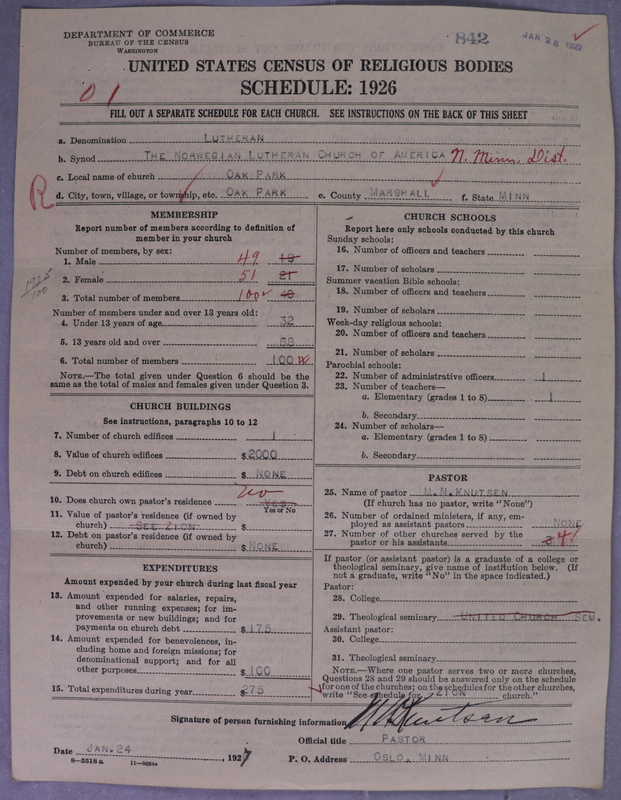 DEPARTMENT OF COMMERCE
BUREAU OF THE CENSUS
WASHINGTON
842
JAN 28 1927
UNITED STATES CENSUS OF RELIGIOUS BODIES
SCHEDULE: 1926
01
FILL OUT A SEPARATE SCHEDULE FOR EACH CHURCH. SEE INSTRUCTIONS ON THE BACK OF THIS SHEET
a. Denomination LUTHERAN
b. Synod THE NORWEGIAN LUTHERAN CHURCH OF AMERICA N. Minn. Dist.
c. Local name of church OAK PARK
R
d. City, town, village, or township, etc. OAK PARK e. County MARSHALL f. State MINN
MEMBERSHIP
Report number of members according to definition of
member in your church
Number of members, by sex:
1. Male 49 19
2. Female 51 21
3. Total number of members 100 40
Number of members under and over 13 years old:
4. Under 13 years of age 32
5. 13 years old and over 68
6. Total number of members 100
NOTE.—The total given under Question 6 should be the
same as the total of males and females given under Question 3.
CHURCH BUILDINGS
See instructions, paragraphs 10 to 12
7. Number of church edifices 1
8. Value of church edifices $2000
9. Debt on church edifices $ NONE
10. Does church own pastor's residence no YES
Yes or No
11. Value of pastor's residence (if owned by
church) SEE ZION $
12. Debt on pastor's residence (if owned by
church) $NONE
EXPENDITURES
Amount expended by your church during last fiscal year
13. Amount expended for salaries, repairs,
and other running expenses; for im-
provements or new buildings; and for
payments on church debt $175
14. Amount expended for benevolences, in-
cluding home and foreign missions; for
denominational support; and for all
other purposes $100
15. Total expenditures during year $275
CHURCH SCHOOLS
Report here only schools conducted by this church
Sunday schools:
16. Number of officers and teachers
17. Number of scholars
Summer vacation Bible schools:
18. Number of officers and teachers
19. Number of scholars
Week-day religious schools:
20. Number of officers and teachers
21. Number of scholars
Parochial schools:
22. Number of administrative officers 1
23. Number of teachers—
a. Elementary (grades 1 to 8) 1
b. Secondary
24. Number of scholars—
a. Elementary (grades 1 to 8)
b. Secondary
PASTOR
25. Name of pastor M.N.KNUTSEN
(If church has no pastor, write "None")
26. Number of ordained ministers, if any, em-
ployed as assistant pastors NONE
27. Number of other churches served by the
pastor or his assistants 4
If pastor (or assistant pastor) is a graduate of a college or
theological seminary, give name of institution below. (If
not a graduate, write "No" in the space indicated.)
Pastor:
28. College
29. Theological seminary UNITED CHURCH SEM.
Assistant pastor:
30. College
31. Theological seminary
NOTE.—Where one pastor serves two or more churches,
Questions 28 and 29 should be answered only on the schedule
for one of the churches; on the schedules for the other churches,
write "See schedule for ZION church."
Signature of person furnishing information M N Knutsen
Official title PASTOR
Date JAN.24, 1927
P. O. Address OSLO, MINN
8—5518a 11—9864